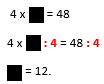 4 x ■ = 48
4 x ■ : 4 = 48 : 4
■ = 12.